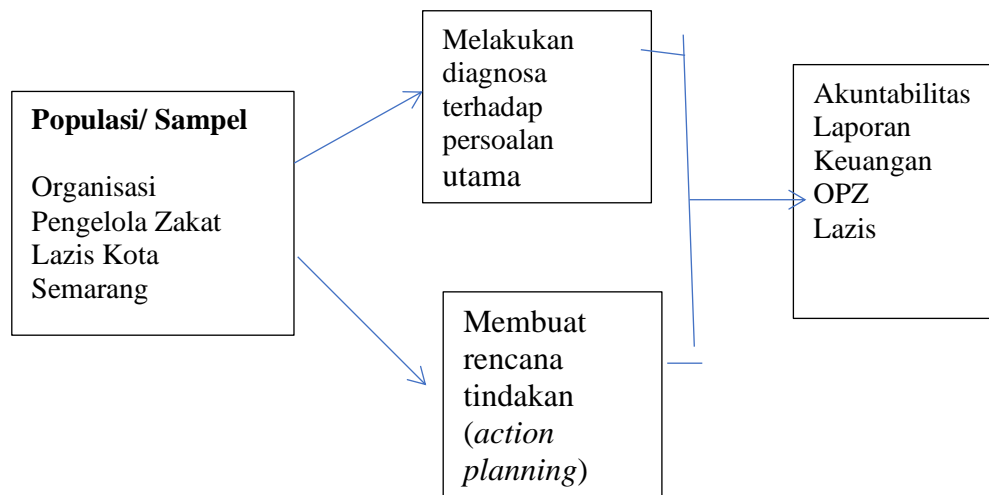 Populasi/ Sampel
Organisasi
Pengelola Zakat
Lazis Kota
Semarang
Melakukan
diagnosa
terhadap
persoalan
utama
Membuat
rencana
tindakan
(action
planning)
Akuntabilitas
Laporan
Keuangan
OPZ
Lazis